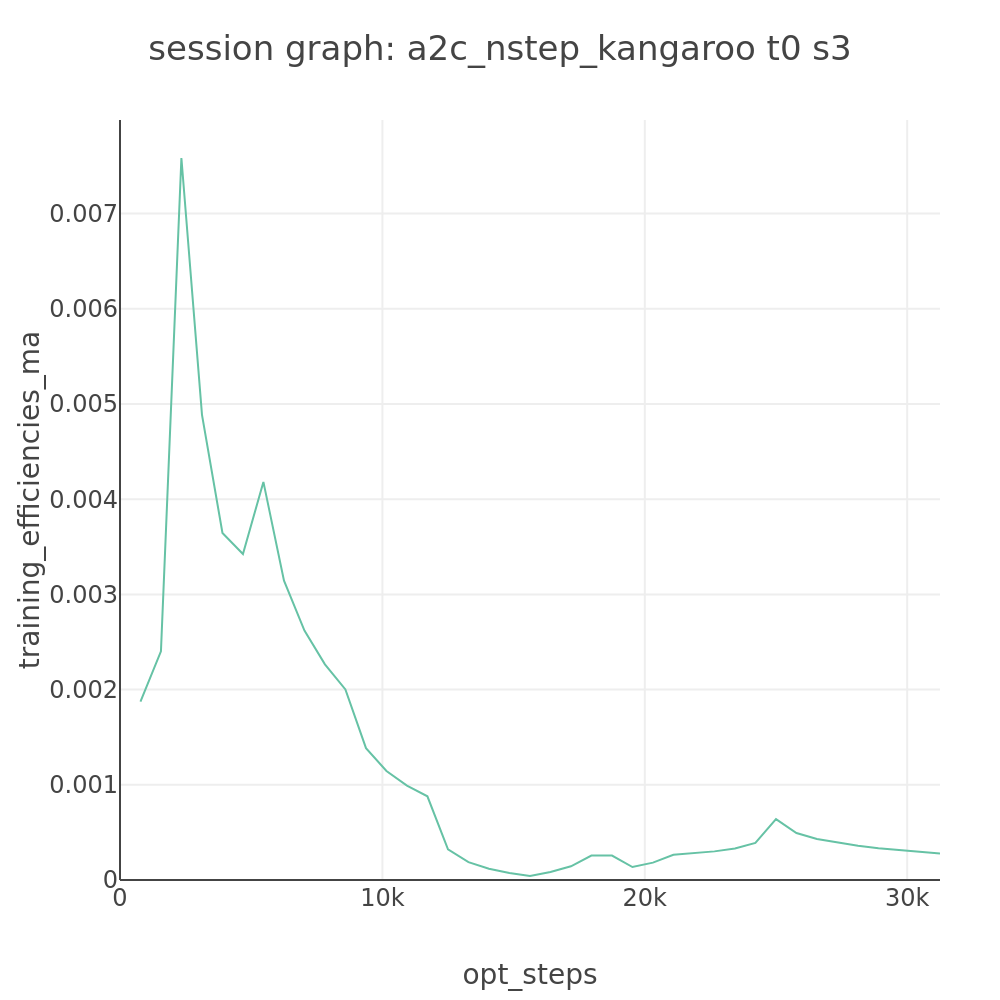 session graph: a2c_nstep_kangaroo t0 s3
training_efficiencies_ma
0.007
0.006
0.005
0.004
0.003
0.002
0.001
0
0 10k 20k 30k
opt_steps